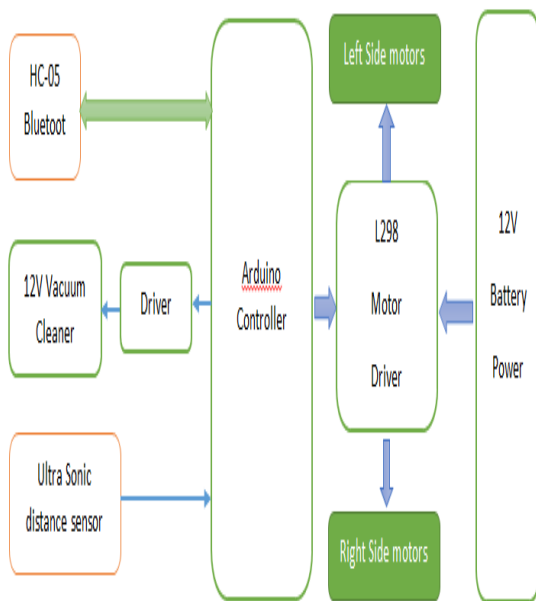 HC-05
Bluetoot
12V Vacuum
Cleaner
Driver
Ultra Sonic
distance sensor
Arduino
Controller
Left Side motors
L298
Motor
Driver
Right Side motors
12V
Battery
Power